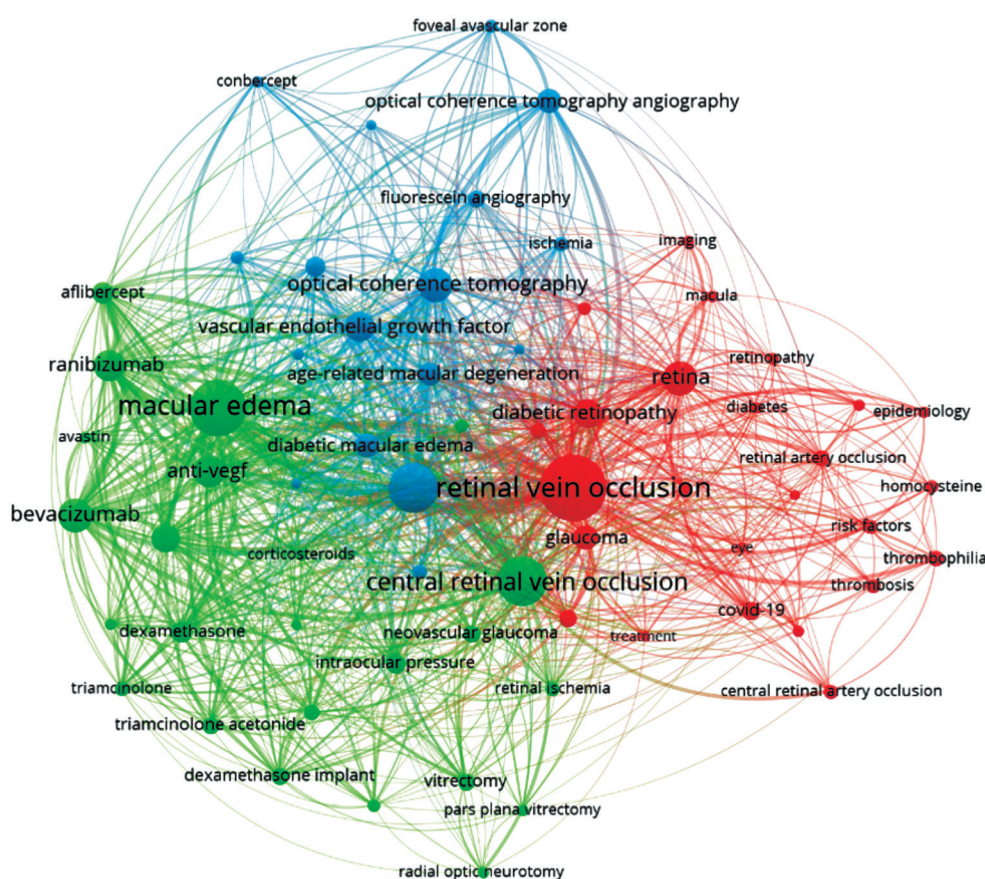 foveal avascular zone
conbercept
optical coherence tomography angiography
fluorescein angiography
ischemia
imaging
optical coherence tomography
aflibercept
macula
vascular endothelial growth factor
retinopathy
ranibizumab
age-related macular degeneration
retina
macular edema
diabetic retinopathy
diabetes
epidemiology
avastin
diabetic macular edema
retinal artery occlusion
anti-vegf
retinal vein occlusion
homocysteine
bevacizumab
risk factors
glaucoma
eye
corticosteroids
thrombophilia
central retinal vein occlusion
thrombosis
covid-19
dexamethasone
neovascular glaucoma
treatment
intraocular pressure
triamcinolone
retinal ischemia
central retinal artery occlusion
triamcinolone acetonide
dexamethasone implant
vitrectomy
pars plana vitrectomy
radial optic neurotomy